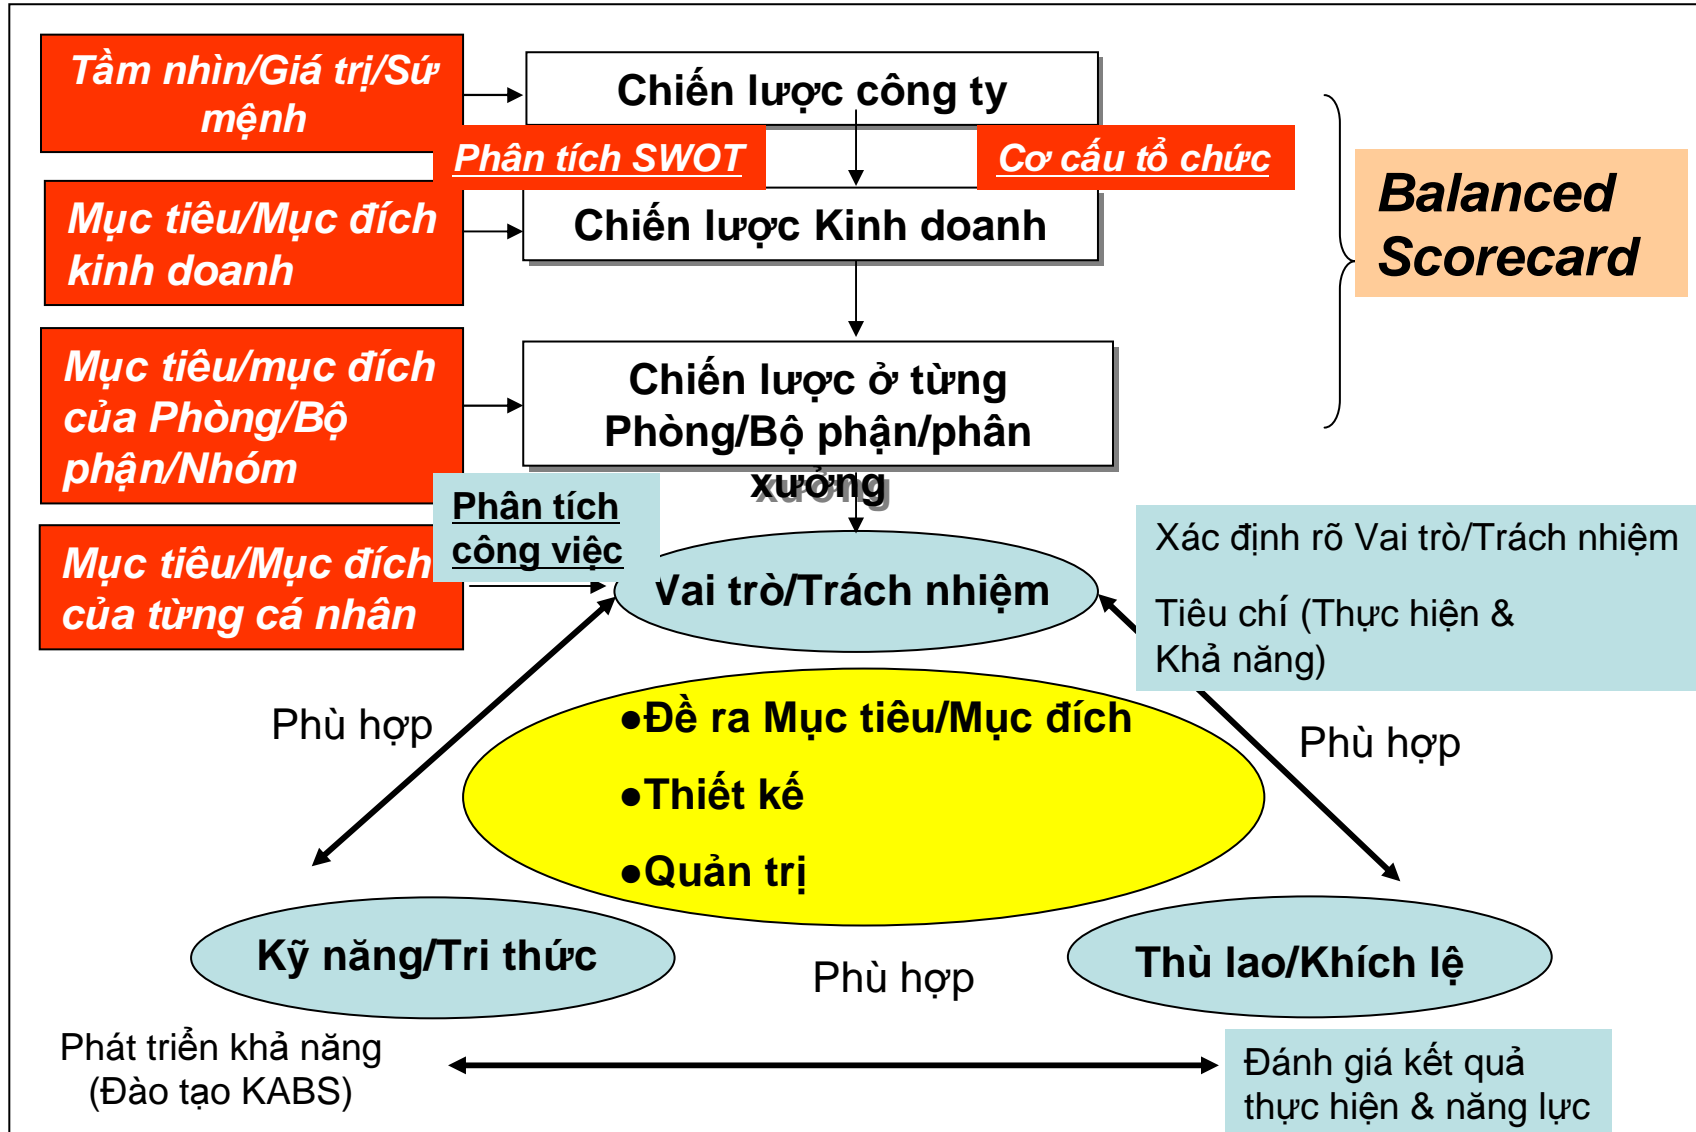 Tầm nhìn/Giá trị/Sứ
mệnh
Chiến lược công ty
Phân tích SWOT
Cơ cấu tổ chức
Mục tiêu/Mục đích
kinh doanh
Chiến lược Kinh doanh
Balanced
Scorecard
Mục tiêu/mục đích
của Phòng/Bộ
phận/Nhóm
Chiến lược ở từng
Phòng/Bộ phận/phân
xưởng
Phân tích
công việc
Mục tiêu/Mục đích
của từng cá nhân
Vai trò/Trách nhiệm
Xác định rõ Vai trò/Trách nhiệm
Tiêu chí (Thực hiện &
Khả năng)
Phù hợp
●Đề ra Mục tiêu/Mục đích
●Thiết kế
●Quản trị
Phù hợp
Kỹ năng/Tri thức
Phù hợp
Thù lao/Khích lệ
Phát triển khả năng
(Đào tạo KABS)
Đánh giá kết quả
thực hiện & năng lực